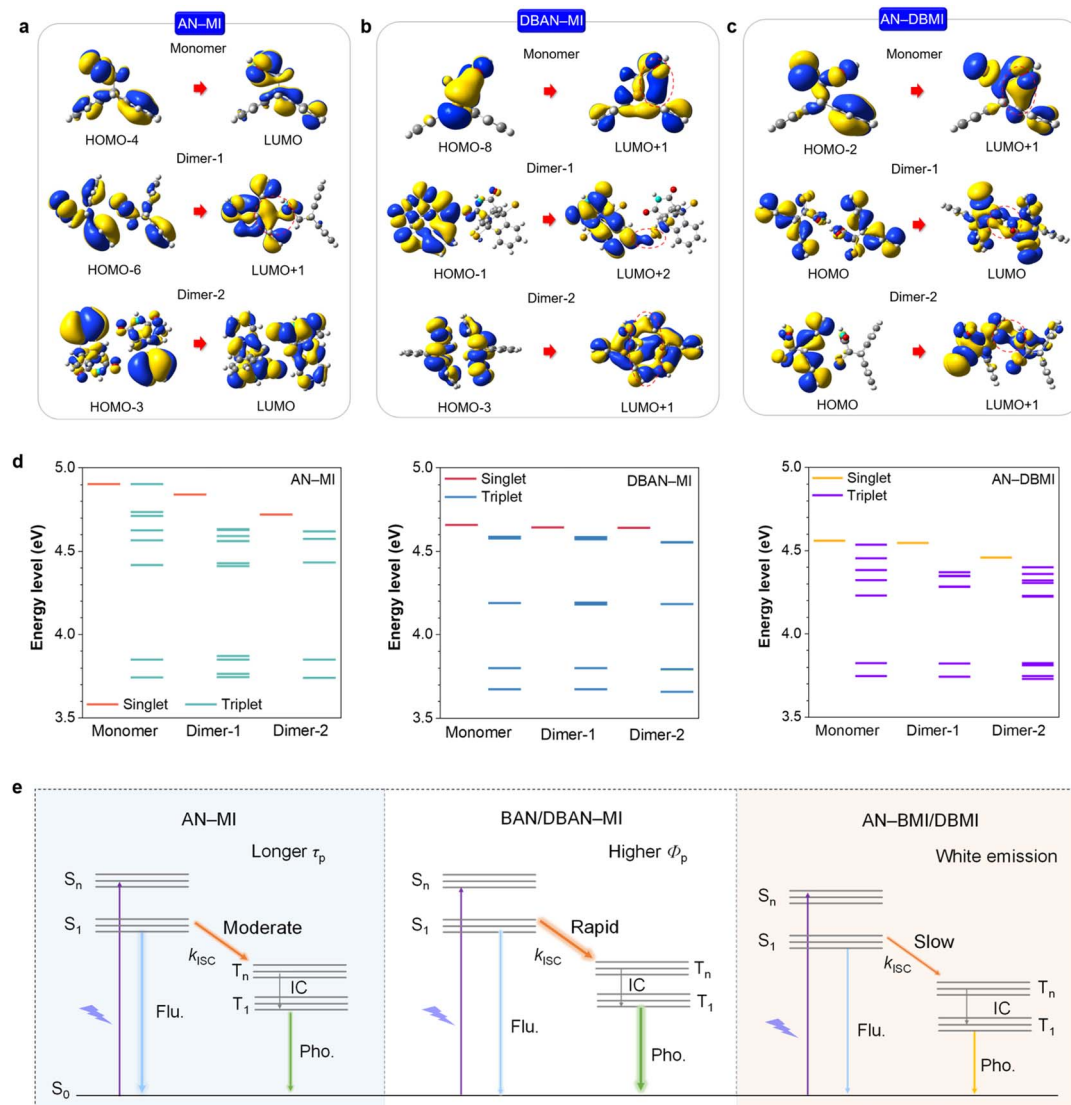 a
AN–MI
Monomer
HOMO-4
LUMO
Dimer-1
HOMO-6
LUMO+1
Dimer-2
HOMO-3
LUMO
b
DBAN–MI
Monomer
HOMO-8
LUMO+1
Dimer-1
HOMO-1
LUMO+2
Dimer-2
HOMO-3
LUMO+1
c
AN–DBMI
Monomer
HOMO-2
LUMO+1
Dimer-1
HOMO
LUMO
Dimer-2
HOMO
LUMO+1
d
Energy level (eV)
5.0
4.5
4.0
3.5
AN–MI
Singlet
Triplet
Monomer
Dimer-1
Dimer-2
Energy level (eV)
5.0
4.5
4.0
3.5
Singlet
Triplet
DBAN–MI
Monomer
Dimer-1
Dimer-2
Energy level (eV)
5.0
4.5
4.0
3.5
Singlet
Triplet
AN–DBMI
Monomer
Dimer-1
Dimer-2
e
AN–MI
Longer τp
Sn
S1
Moderate
kISC
Tn
IC
T1
Flu.
Pho.
S0
BAN/DBAN–MI
Higher Φp
Sn
S1
Rapid
kISC
Tn
IC
T1
Flu.
Pho.
AN–BMI/DBMI
White emission
Sn
S1
Slow
kISC
Tn
IC
T1
Flu.
Pho.